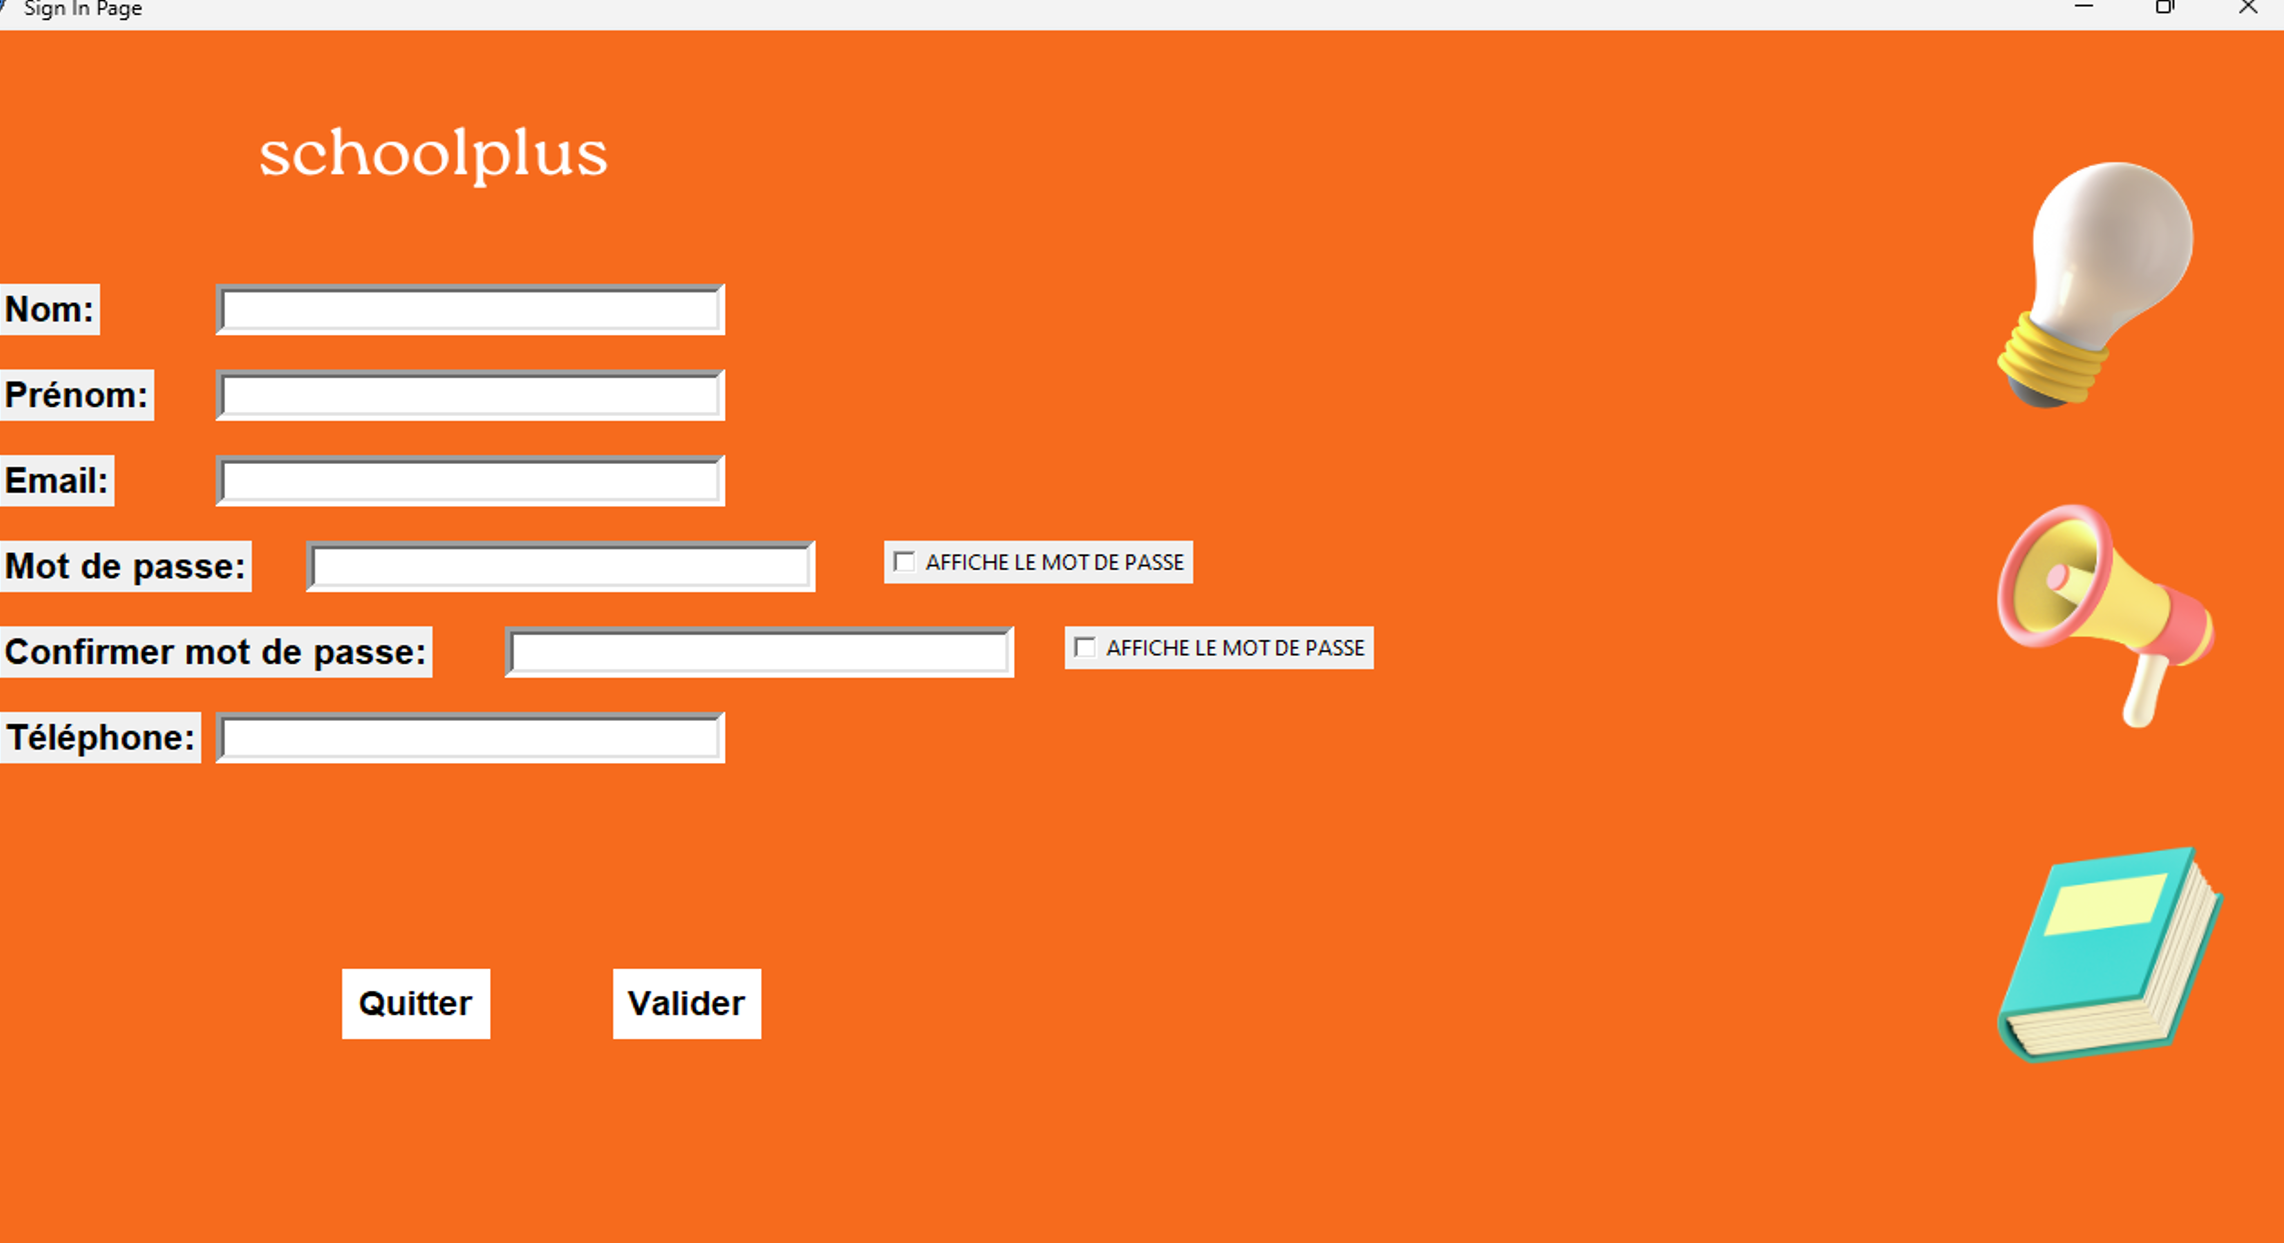 Sign In Page
schoolplus
Nom:
Prénom:
Email:
Mot de passe:
AFFICHE LE MOT DE PASSE
Confirmer mot de passe:
AFFICHE LE MOT DE PASSE
Téléphone:
Quitter
Valider